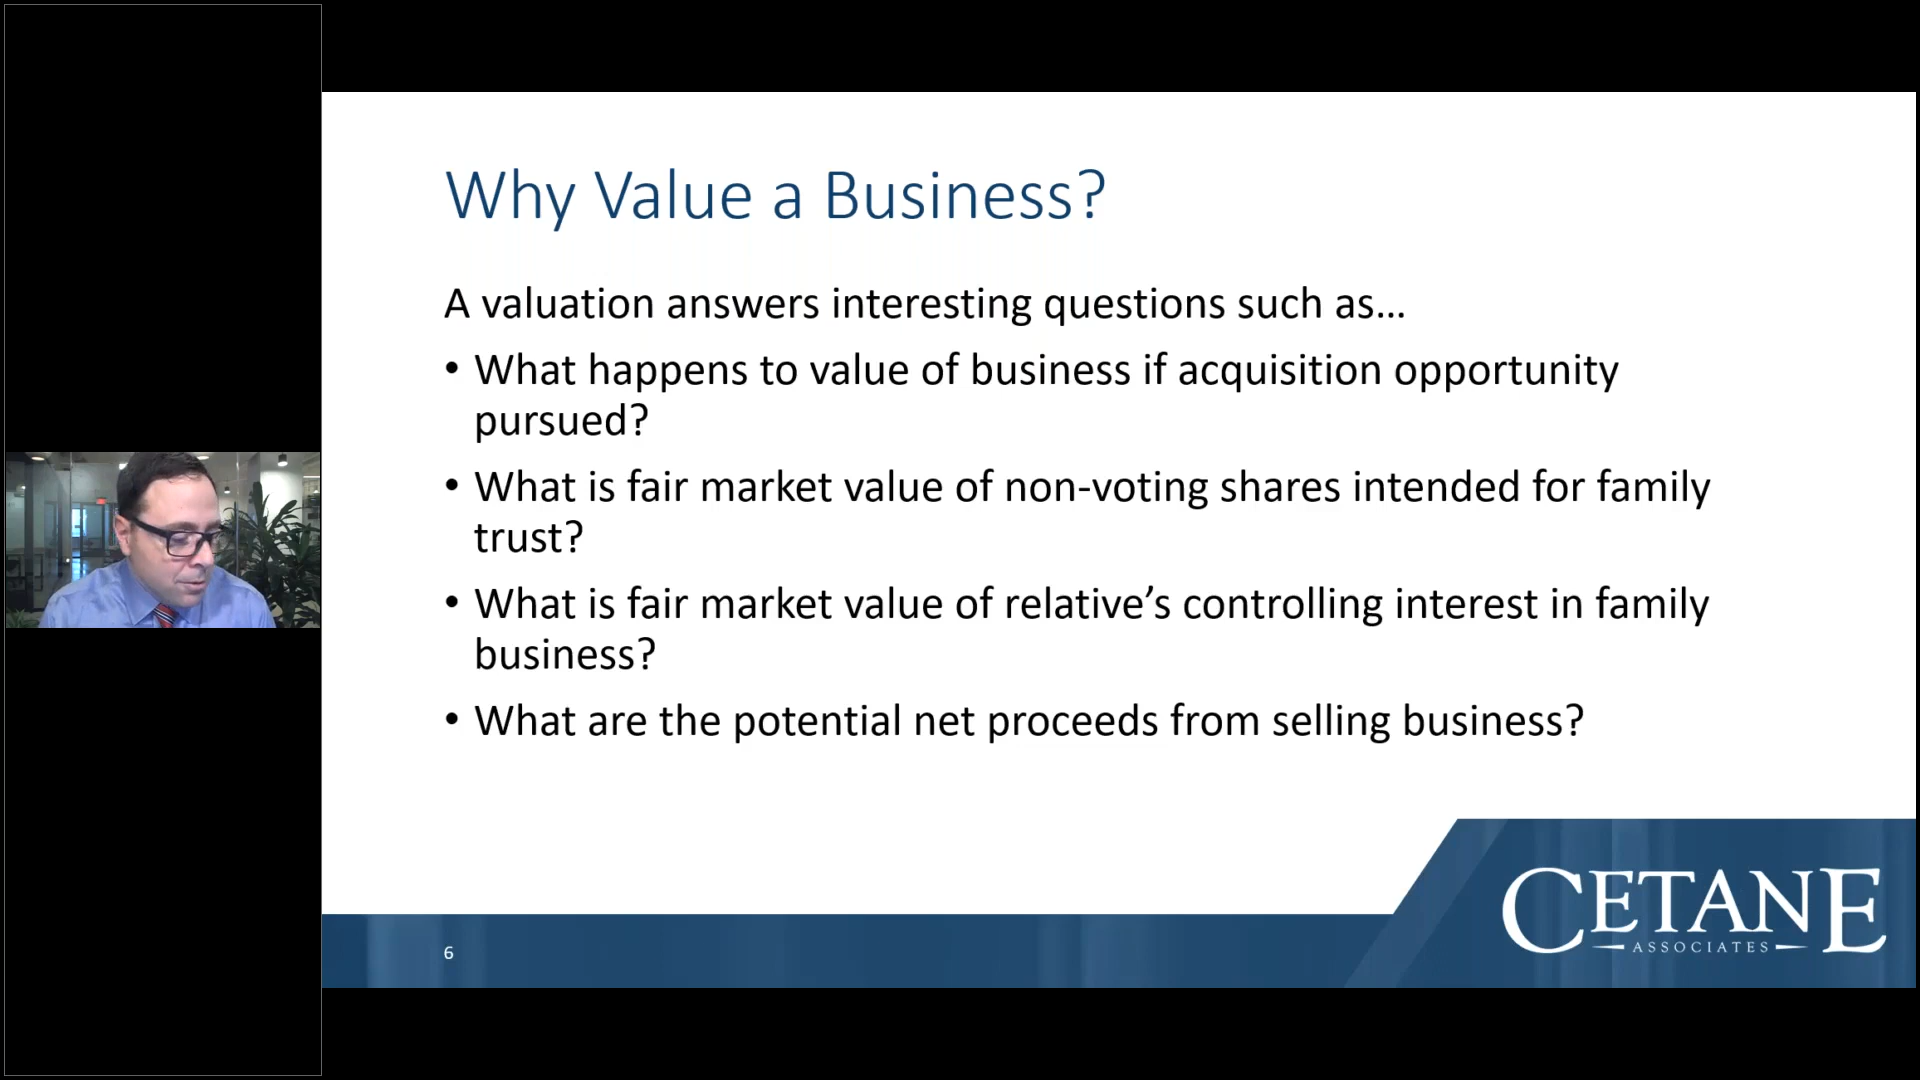 Why Value a Business?
A valuation answers interesting questions such as...
• What happens to value of business if acquisition opportunity
pursued?
• What is fair market value of non-voting shares intended for family
trust?
• What is fair market value of relative’s controlling interest in family
business?
• What are the potential net proceeds from selling business?
6
CETANE
ASSOCIATES